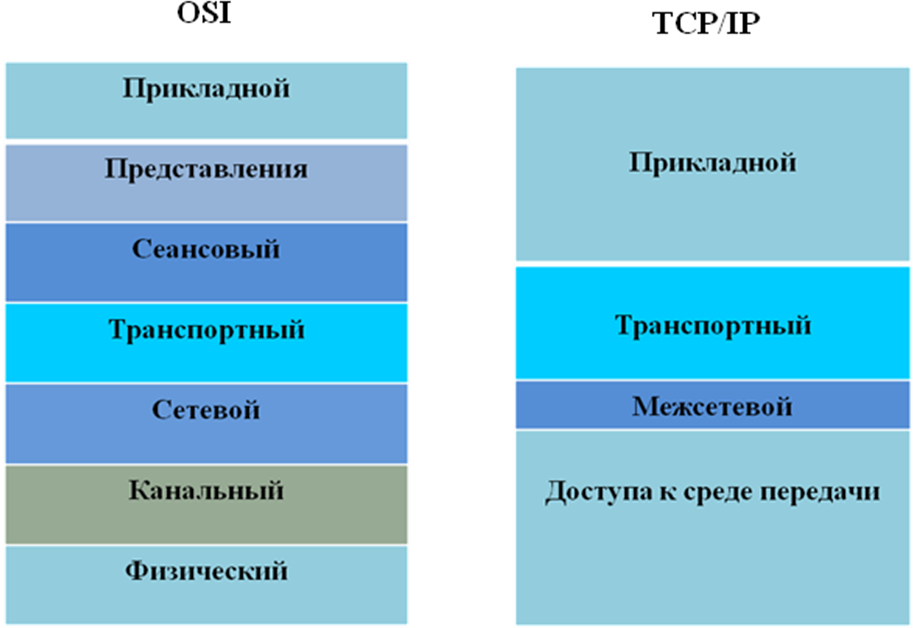 OSI
TCP/IP
Прикладной
Представления
Сеансовый
Транспортный
Сетевой
Канальный
Физический
Прикладной
Транспортный
Межсетевой
Доступа к среде передачи